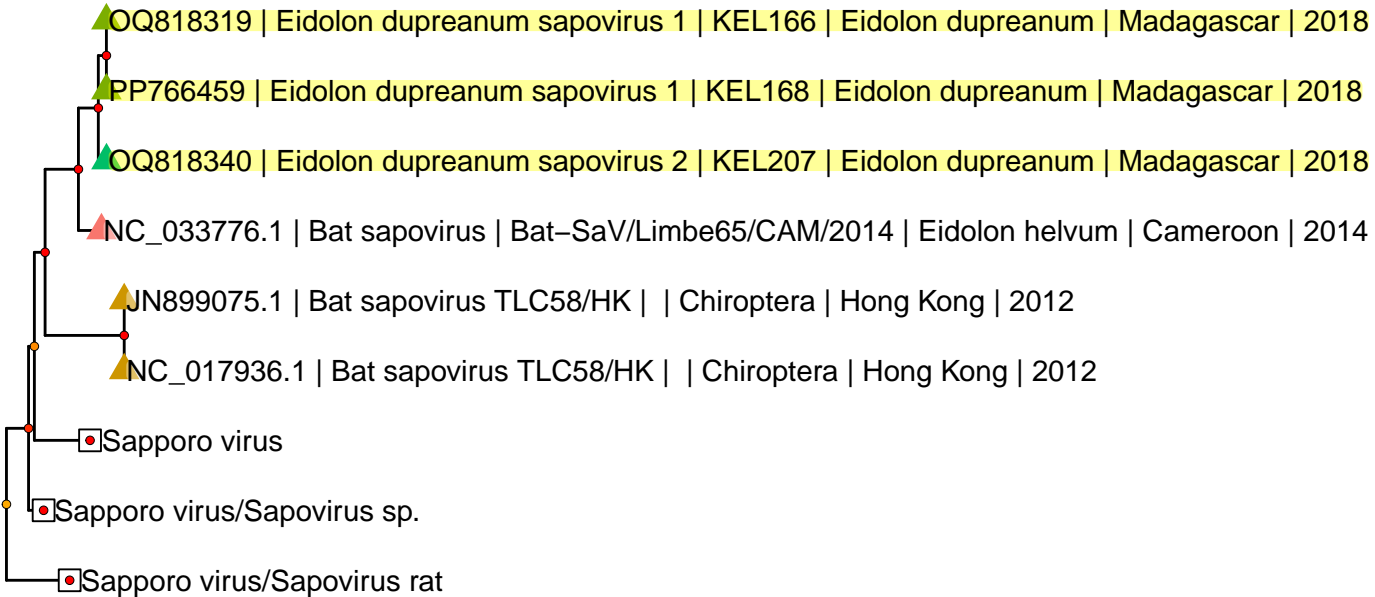 OQ818319 | Eidolon dupreanum sapovirus 1 | KEL166 | Eidolon dupreanum | Madagascar | 2018
PP766459 | Eidolon dupreanum sapovirus 1 | KEL168 | Eidolon dupreanum | Madagascar | 2018
OQ818340 | Eidolon dupreanum sapovirus 2 | KEL207 | Eidolon dupreanum | Madagascar | 2018
NC_033776.1 | Bat sapovirus | Bat−SaV/Limbe65/CAM/2014 | Eidolon helvum | Cameroon | 2014
JN899075.1 | Bat sapovirus TLC58/HK | | Chiroptera | Hong Kong | 2012
NC_017936.1 | Bat sapovirus TLC58/HK | | Chiroptera | Hong Kong | 2012
Sapporo virus
Sapporo virus/Sapovirus sp.
Sapporo virus/Sapovirus rat